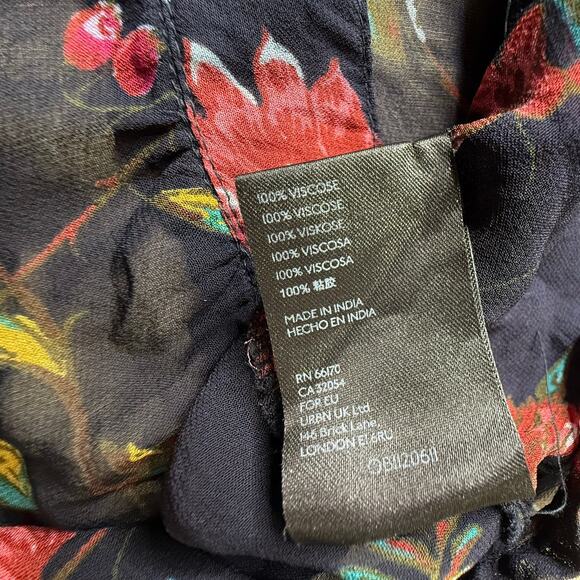 100% VISCOSE
100% VISCOSE
100% VISKOSE
100% VISCOSA
100% VISCOSA
100% 粘胶
MADE IN INDIA
HECHO EN INDIA
RN 66170
CA 32054
FOR EU
URBN UK Ltd.
146 Brick Lane,
LONDON E1 6RU
OB1120611